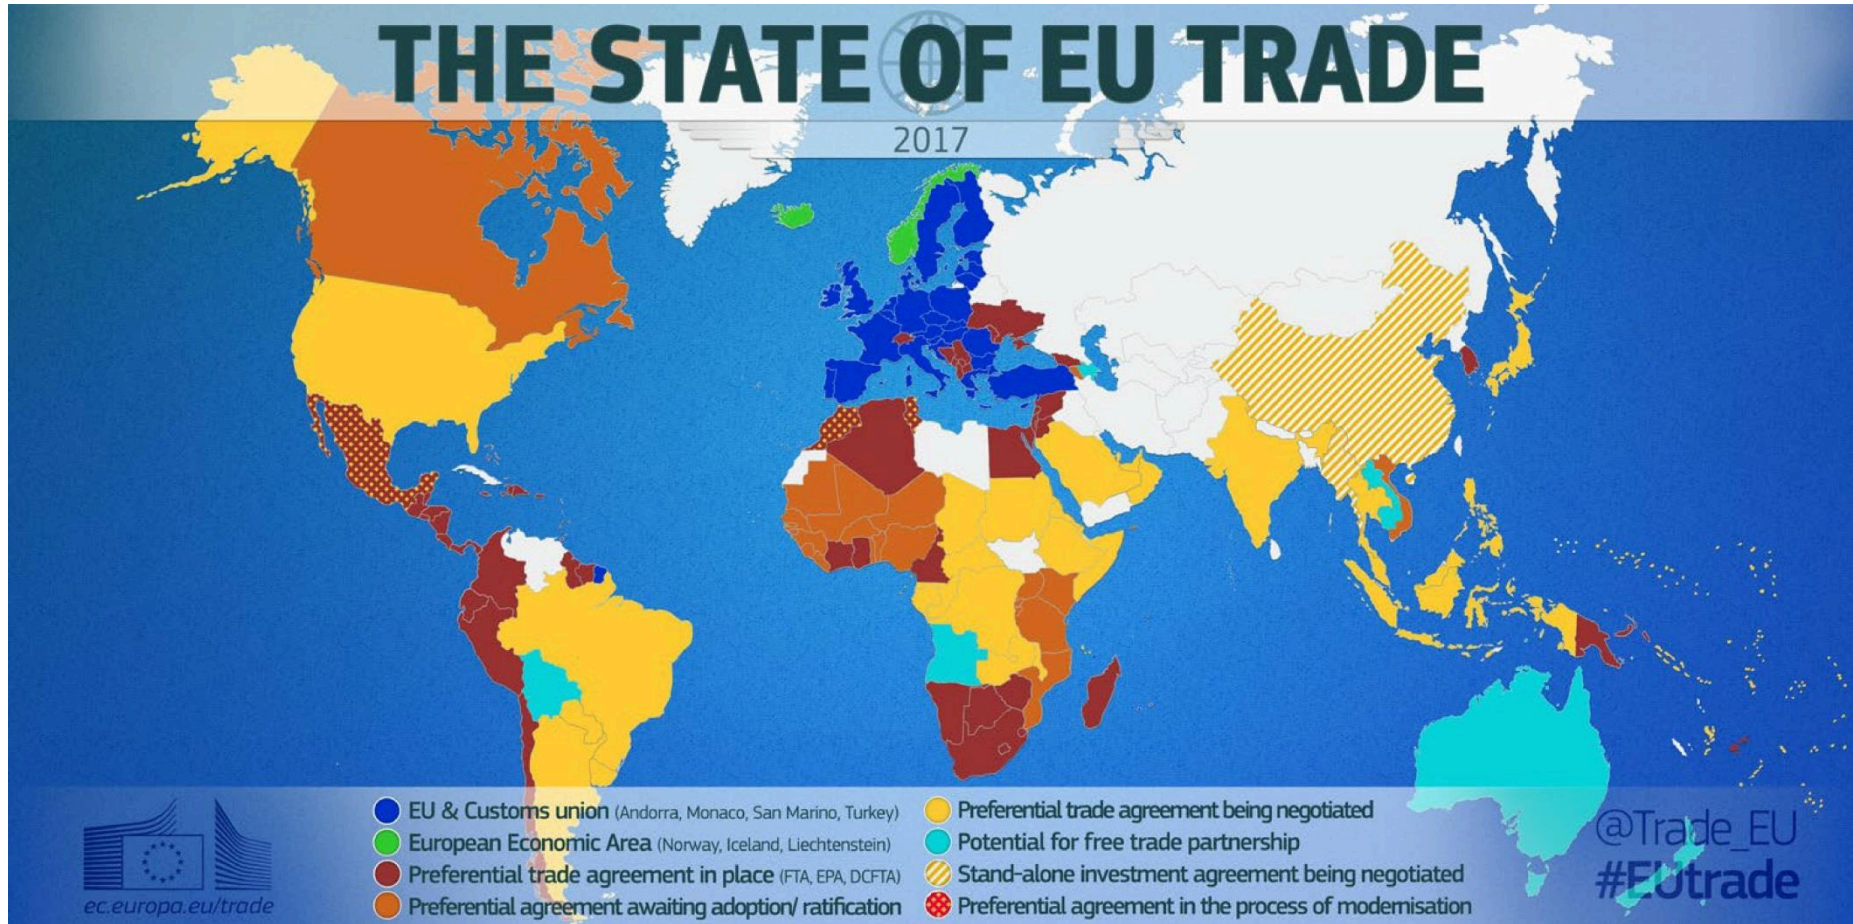 THE STATE OF EU TRADE
2017
EU & Customs union (Andorra, Monaco, San Marino, Turkey)
European Economic Area (Norway, Iceland, Liechtenstein)
Preferential trade agreement in place (FTA, EPA, DCFTA)
Preferential agreement awaiting adoption/ ratification
Preferential trade agreement being negotiated
Potential for free trade partnership
Stand-alone investment agreement being negotiated
Preferential agreement in the process of modernisation
ec.europa.eu/trade
@Trade_EU
#EUtrade